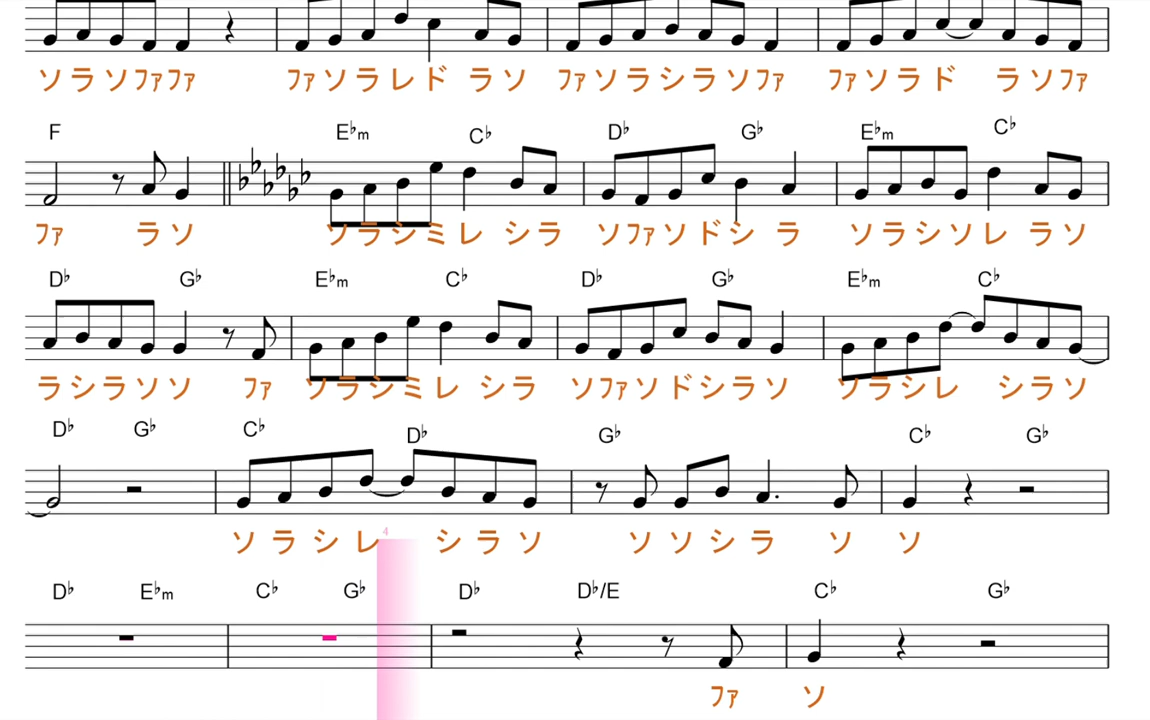 ソラソファファ ファソラレド ラソ ファソラシラソファ ファソラド ラソファ
F E♭m C♭ D♭ G♭ E♭m C♭
ファ ラソ ソラシミレ シラ ソファソドシ ラ ソラシソレ ラソ
D♭ G♭ E♭m C♭ D♭ G♭ E♭m C♭
ラシラソソ ファ ソラシミレ シラ ソファソドシラソ ソラシレ シラソ
D♭ G♭ C♭ D♭ G♭ C♭ G♭
ソラシレ シラソ ソソシラ ソ ソ
4
D♭ E♭m C♭ G♭ D♭ D♭/E C♭ G♭
ファ ソ